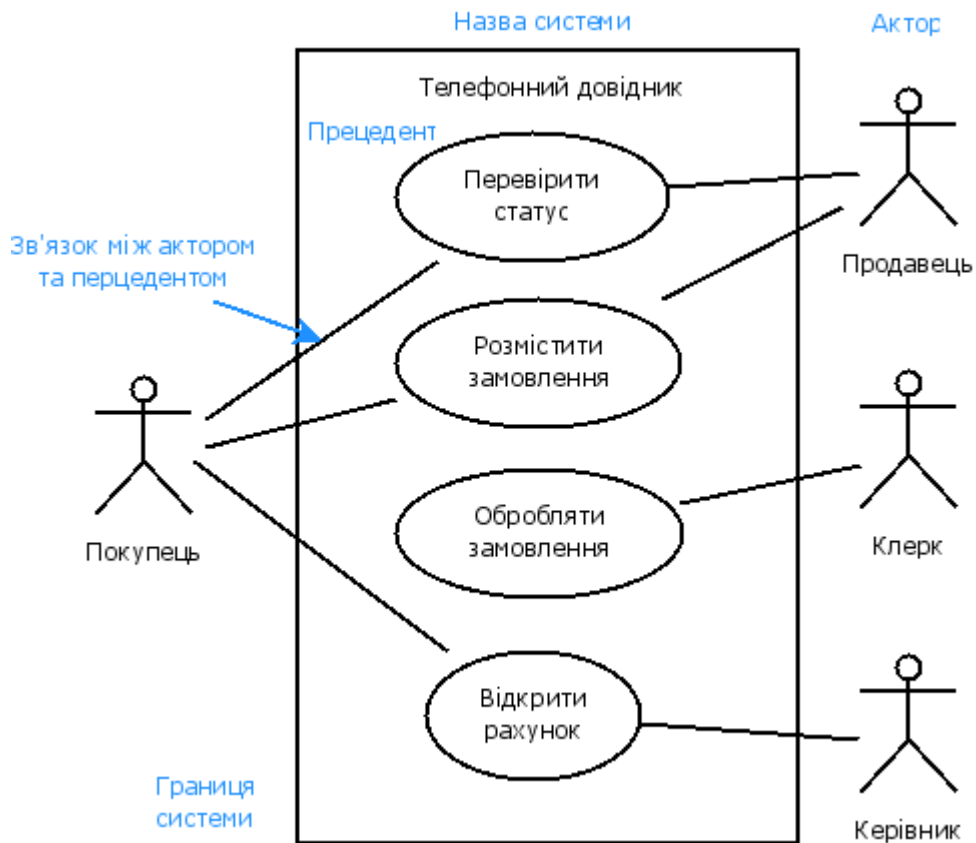 Назва системи
Актор
Телефонний довідник
Прецедент
Перевірити
статус
Зв'язок між актором
та перцедентом
Продавець
Розмістити
замовлення
Обробляти
замовлення
Покупець
Клерк
Відкрити
рахунок
Границя
системи
Керівник